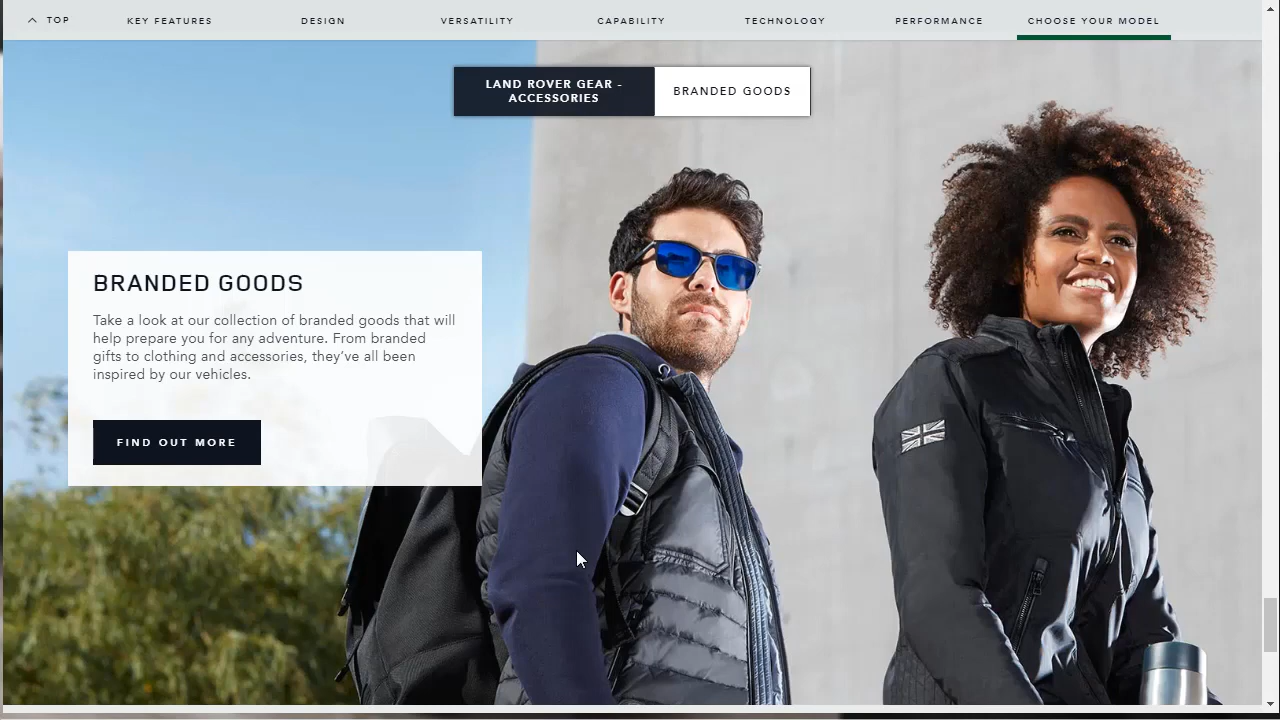 TOP
KEY FEATURES
DESIGN
VERSATILITY
CAPABILITY
TECHNOLOGY
PERFORMANCE
CHOOSE YOUR MODEL
LAND ROVER GEAR -
ACCESSORIES
BRANDED GOODS
BRANDED GOODS
Take a look at our collection of branded goods that will
help prepare you for any adventure. From branded
gifts to clothing and accessories, they’ve all been
inspired by our vehicles.
FIND OUT MORE